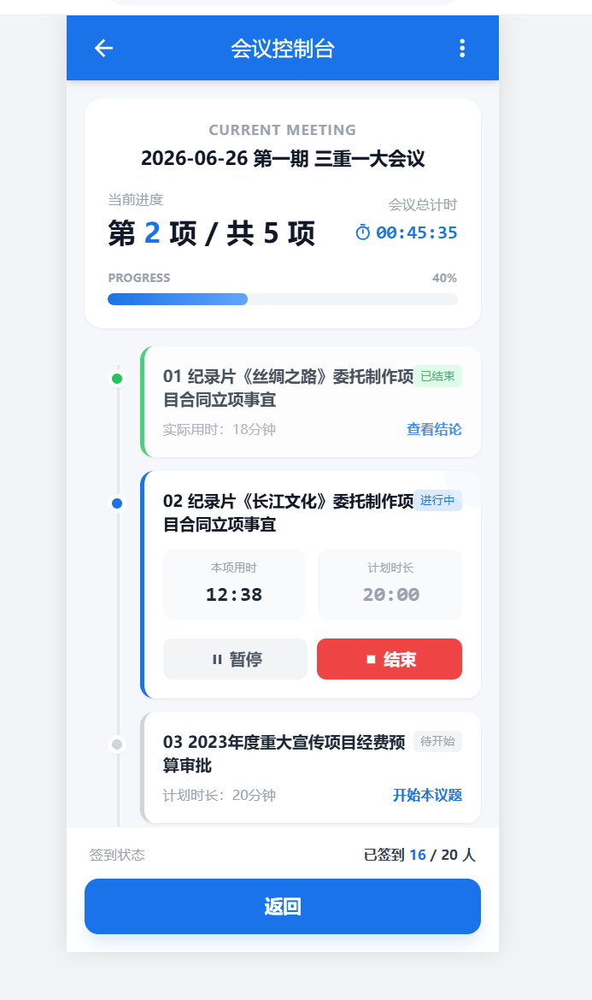 会议控制台
CURRENT MEETING
2026-06-26 第一期 三重一大会议
当前进度
第 2 项 / 共 5 项
会议总计时
00:45:35
PROGRESS
40%
01 纪录片《丝绸之路》委托制作项
目合同立项事宜
已结束
实际用时：18分钟
查看结论
02 纪录片《长江文化》委托制作项
目合同立项事宜
进行中
本项用时
12:38
计划时长
20:00
暂停
结束
03 2023年度重大宣传项目经费预
算审批
待开始
计划时长：20分钟
开始本议题
签到状态
已签到 16 / 20 人
返回